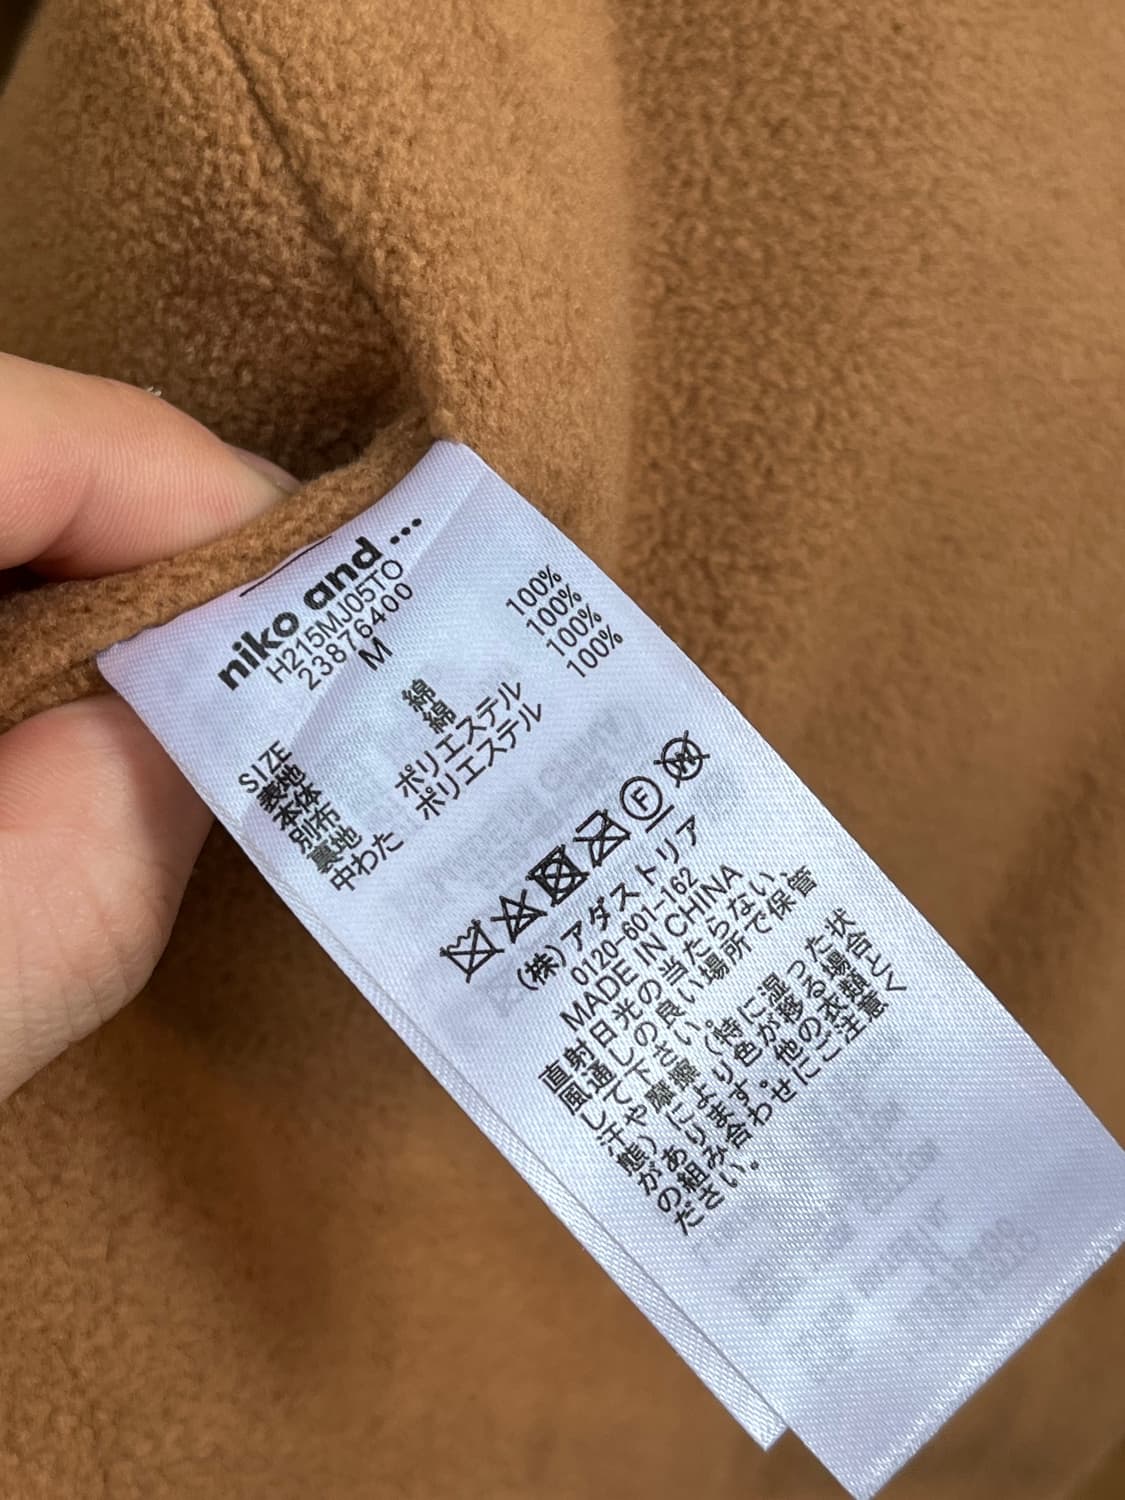 niko and ...
H215MJ05TO
23876400
SIZE M
表地
本体 綿 100%
別布 綿 100%
裏地 ポリエステル 100%
中わた ポリエステル 100%
F W
(株)アダストリア
0120-601-162
MADE IN CHINA
直射日光の当たらない、
風通しの良い場所で保管
して下さい。
汗や摩擦(特に湿った状
態)により色が移る場合と
がありますす。他の衣類
の組み合わせにご注意く
ださい。